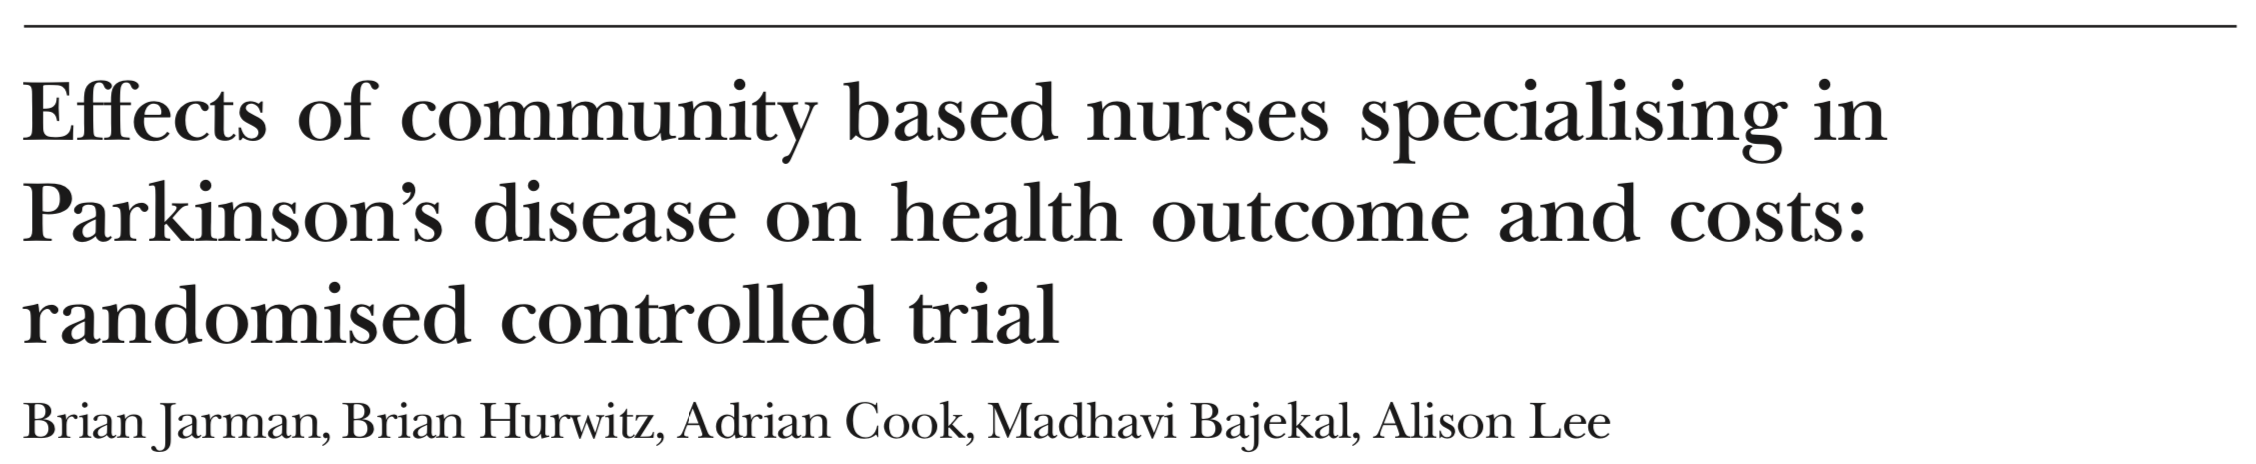 Effects of community based nurses specialising in
Parkinson’s disease on health outcome and costs:
randomised controlled trial
Brian Jarman, Brian Hurwitz, Adrian Cook, Madhavi Bajekal, Alison Lee